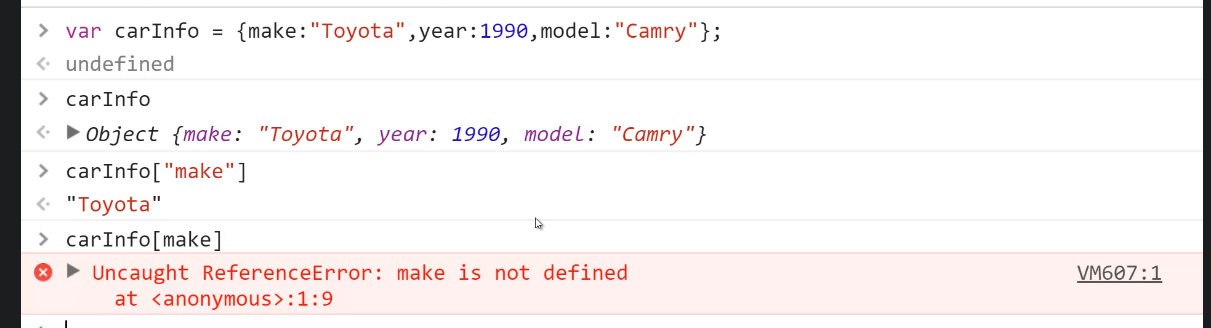 var carInfo = {make:"Toyota",year:1990,model:"Camry"};
undefined
carInfo
Object {make: "Toyota", year: 1990, model: "Camry"}
carInfo["make"]
"Toyota"
carInfo[make]
Uncaught ReferenceError: make is not defined VM607:1
at <anonymous>:1:9